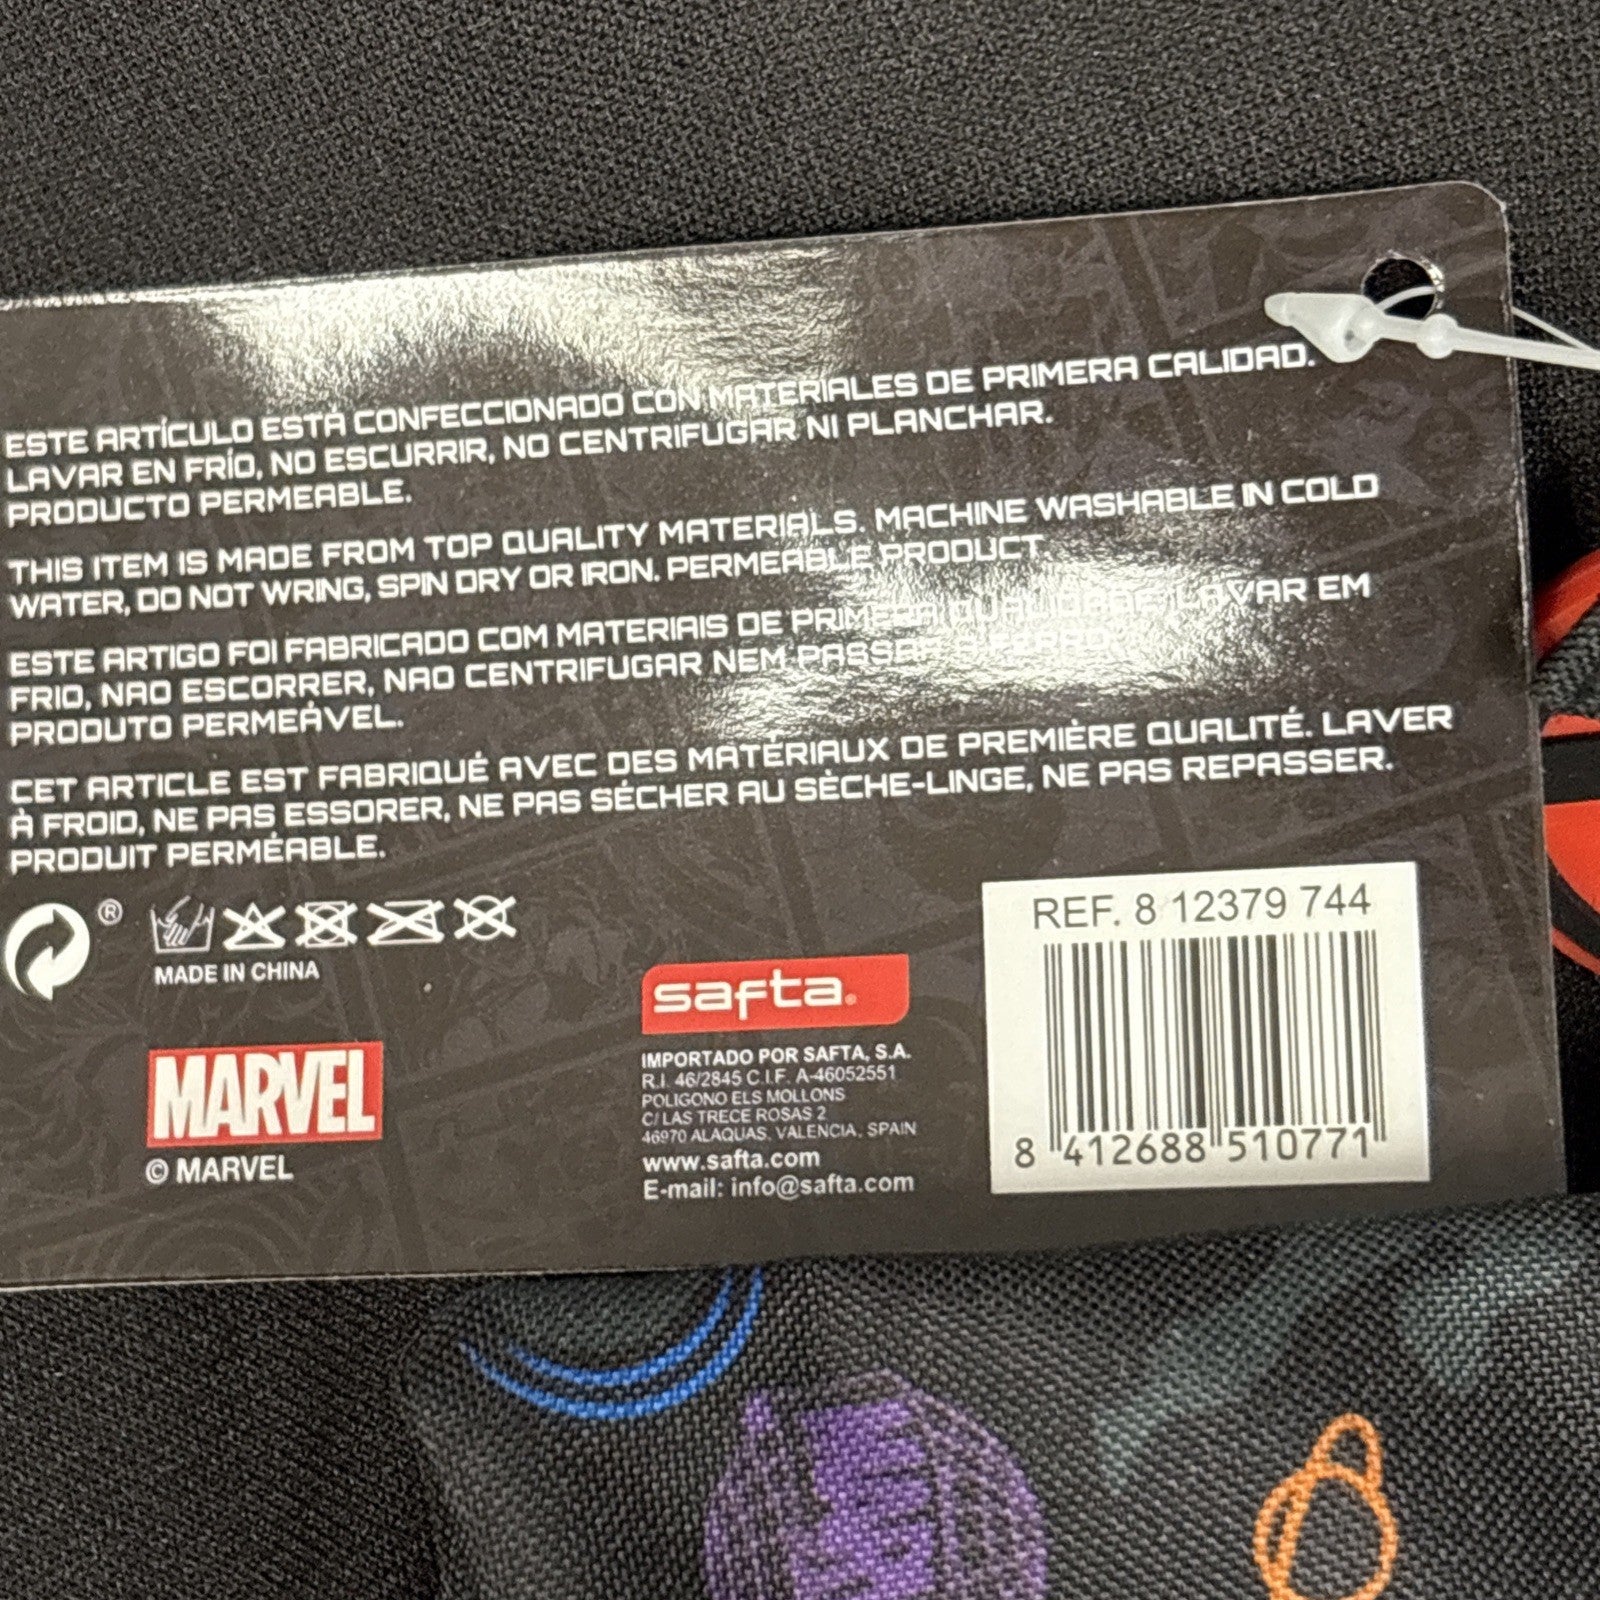 ESTE ARTÍCULO ESTÁ CONFECCIONADO CON MATERIALES DE PRIMERA CALIDAD.
LAVAR EN FRÍO, NO ESCURRIR, NO CENTRIFUGAR NI PLANCHAR.
PRODUCTO PERMEABLE.
THIS ITEM IS MADE FROM TOP QUALITY MATERIALS. MACHINE WASHABLE IN COLD
WATER, DO NOT WRING, SPIN DRY OR IRON. PERMEABLE PRODUCT.
ESTE ARTIGO FOI FABRICADO COM MATERIAIS DE PRIMEIRA QUALIDADE. LAVAR EM
FRIO, NAO ESCORRER, NAO CENTRIFUGAR NEM PASSAR A FERRO.
PRODUTO PERMEÁVEL.
CET ARTICLE EST FABRIQUÉ AVEC DES MATÉRIAUX DE PREMIÈRE QUALITÉ. LAVER
À FROID, NE PAS ESSORER, NE PAS SÉCHER AU SÈCHE-LINGE, NE PAS REPASSER.
PRODUIT PERMÉABLE.
®
MADE IN CHINA
MARVEL
© MARVEL
safta.
IMPORTADO POR SAFTA, S.A.
R.I. 46/2845 C.I.F. A-46052551
POLIGONO ELS MOLLONS
C/ LAS TRECE ROSAS 2
46970 ALAQUAS. VALENCIA. SPAIN
www.safta.com
E-mail: info@safta.com
REF. 8 12379 744
8 412688 510771